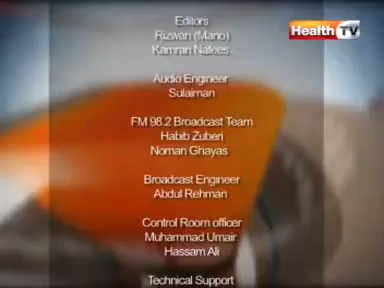 Health TV
Editors
Rizwan (Mano)
Kamran Nafees
Audio Engineer
Sulaiman
FM 98.2 Broadcast Team
Habib Zuberi
Noman Ghayas
Broadcast Engineer
Abdul Rehman
Control Room officer
Muhammad Umair
Hassam Ali
Technical Support